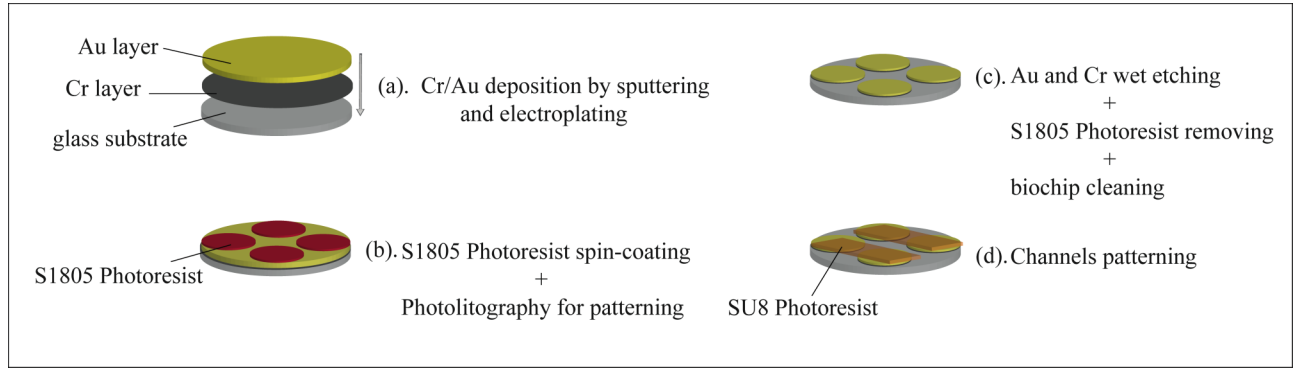 Au layer
Cr layer
glass substrate
(a). Cr/Au deposition by sputtering
and electroplating
S1805 Photoresist
(b). S1805 Photoresist spin-coating
+
Photolitography for patterning
(c). Au and Cr wet etching
+
S1805 Photoresist removing
+
biochip cleaning
SU8 Photoresist
(d). Channels patterning